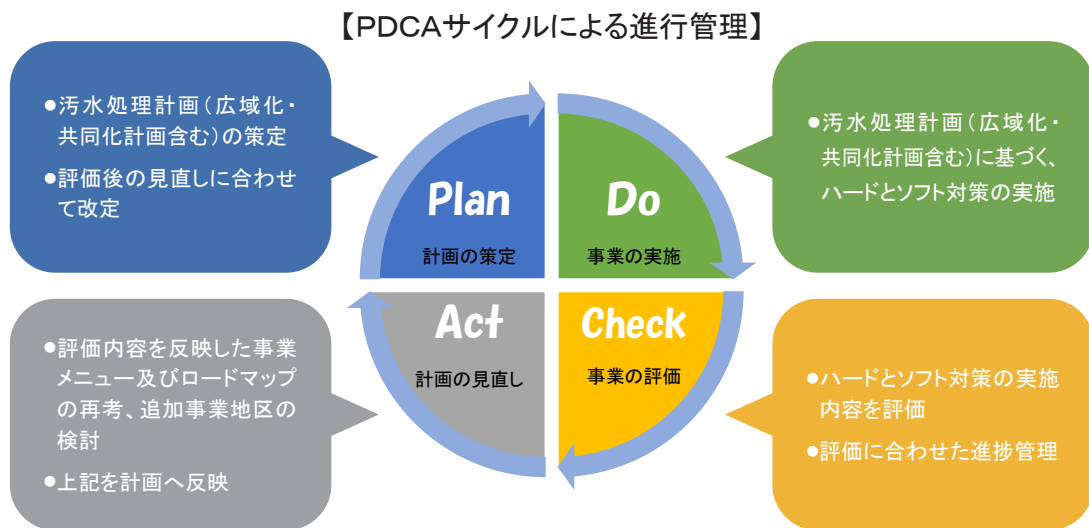 【PDCAサイクルによる進行管理】
●汚水処理計画(広域化・
共同化計画含む)の策定
●評価後の見直しに合わせ
て改定
Plan
計画の策定
Do
事業の実施
●汚水処理計画(広域化・
共同化計画含む)に基づく、
ハードとソフト対策の実施
●評価内容を反映した事業
メニュー及びロードマップ
の再考、追加事業地区の
検討
●上記を計画へ反映
Act
計画の見直し
Check
事業の評価
●ハードとソフト対策の実施
内容を評価
●評価に合わせた進捗管理